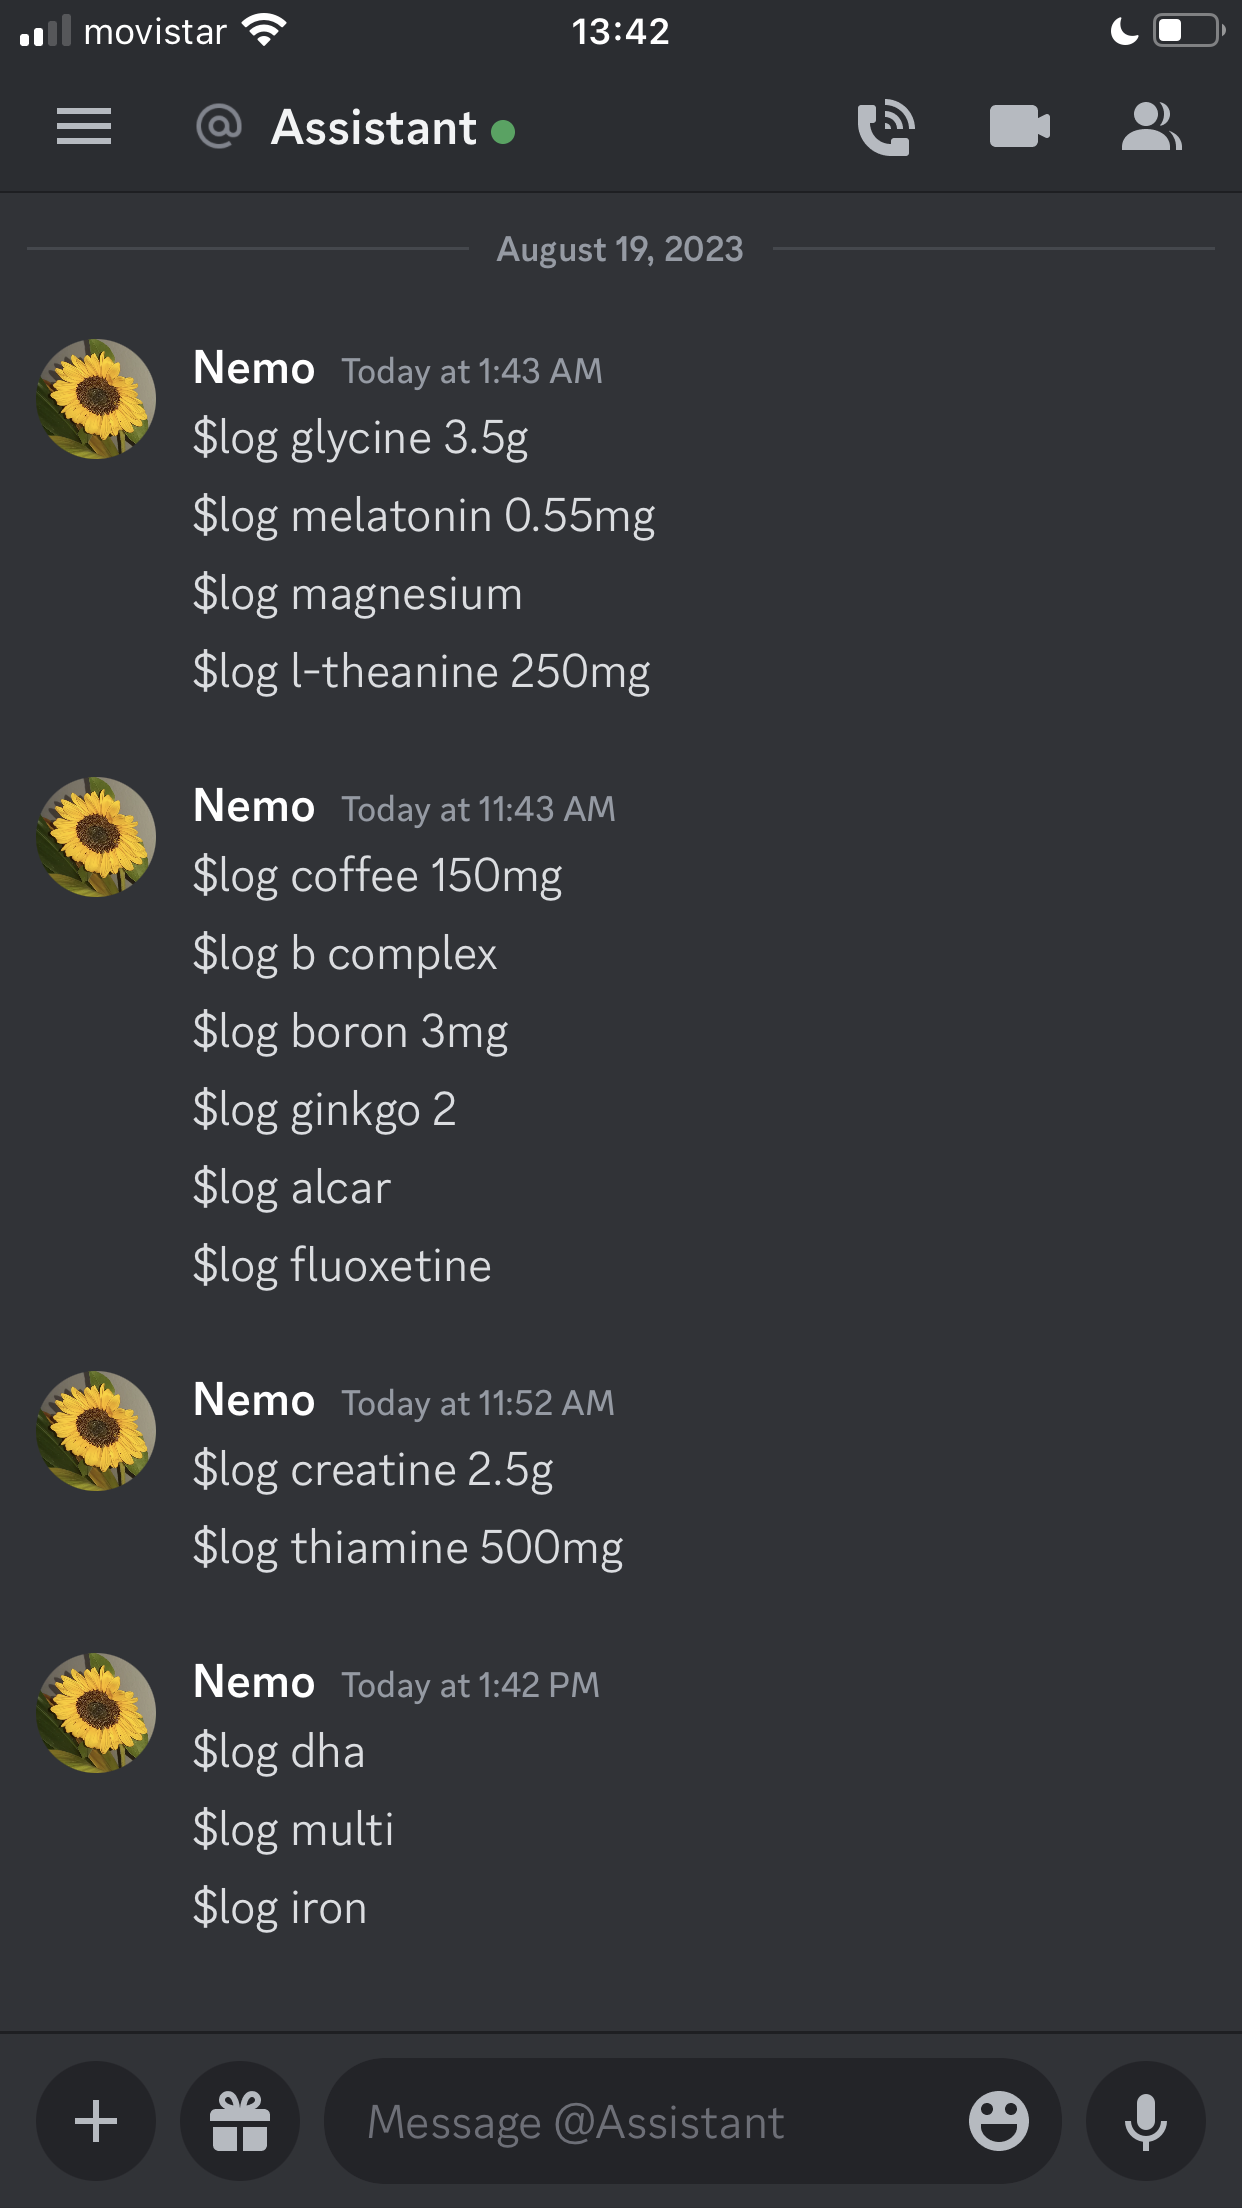 movistar
13:42
Assistant
August 19, 2023
Nemo Today at 1:43 AM
$log glycine 3.5g
$log melatonin 0.55mg
$log magnesium
$log l-theanine 250mg
Nemo Today at 11:43 AM
$log coffee 150mg
$log b complex
$log boron 3mg
$log ginkgo 2
$log alcar
$log fluoxetine
Nemo Today at 11:52 AM
$log creatine 2.5g
$log thiamine 500mg
Nemo Today at 1:42 PM
$log dha
$log multi
$log iron
Message @Assistant